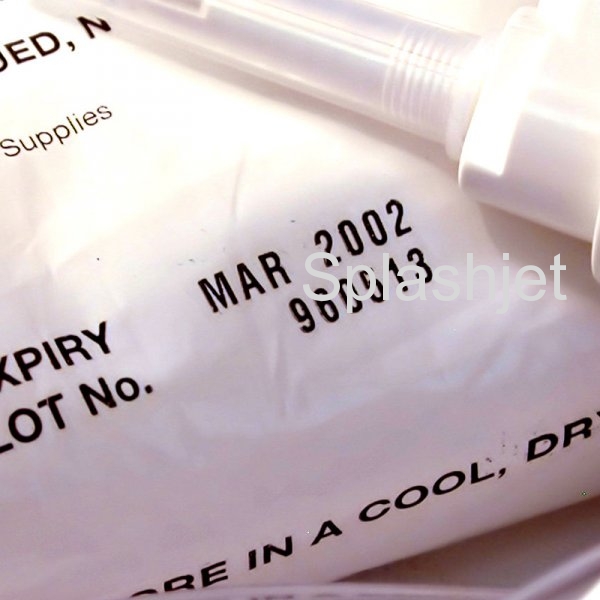 UED, N
Supplies
MAR 2002
XPIRY
LOT No.
Splashjet
ORE IN A COOL, DRY